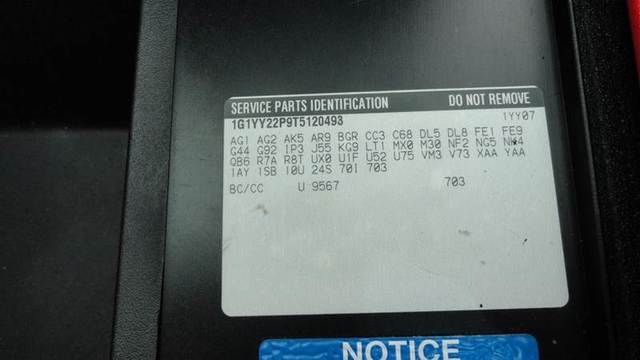 SERVICE PARTS IDENTIFICATION DO NOT REMOVE
1G1YY22P9T5120493 1YY07
AG1 AG2 AK5 AR9 BGR CC3 C68 DL5 DL8 FE1 FE9
G44 G92 IP3 J55 KG9 LT1 MX0 M30 NF2 NG5 NK4
QB6 R7A R8T UX0 U1F U52 U75 VM3 V73 XAA YAA
1AY 1SB 10U 24S 70I 703
BC/CC U 9567 703
NOTICE